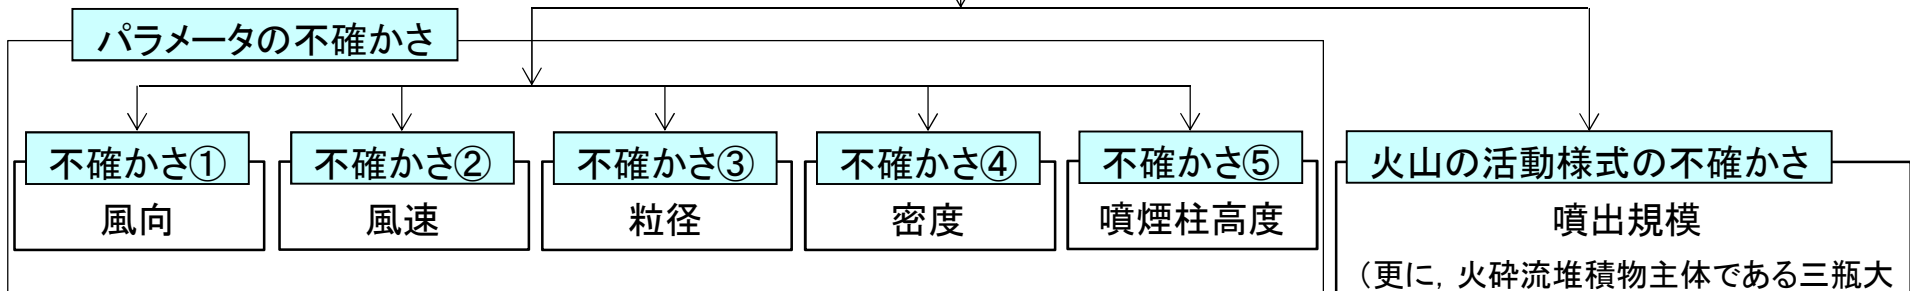 パラメータの不確かさ
不確かさ① 不確かさ② 不確かさ③ 不確かさ④ 不確かさ⑤ 火山の活動様式の不確かさ
風向 風速 粒径 密度 噴煙柱高度 噴出規模
（更に，火砕流堆積物主体である三瓶大